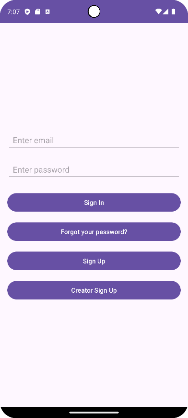 7:07
Enter email
Enter password
Sign In
Forgot your password?
Sign Up
Creator Sign Up